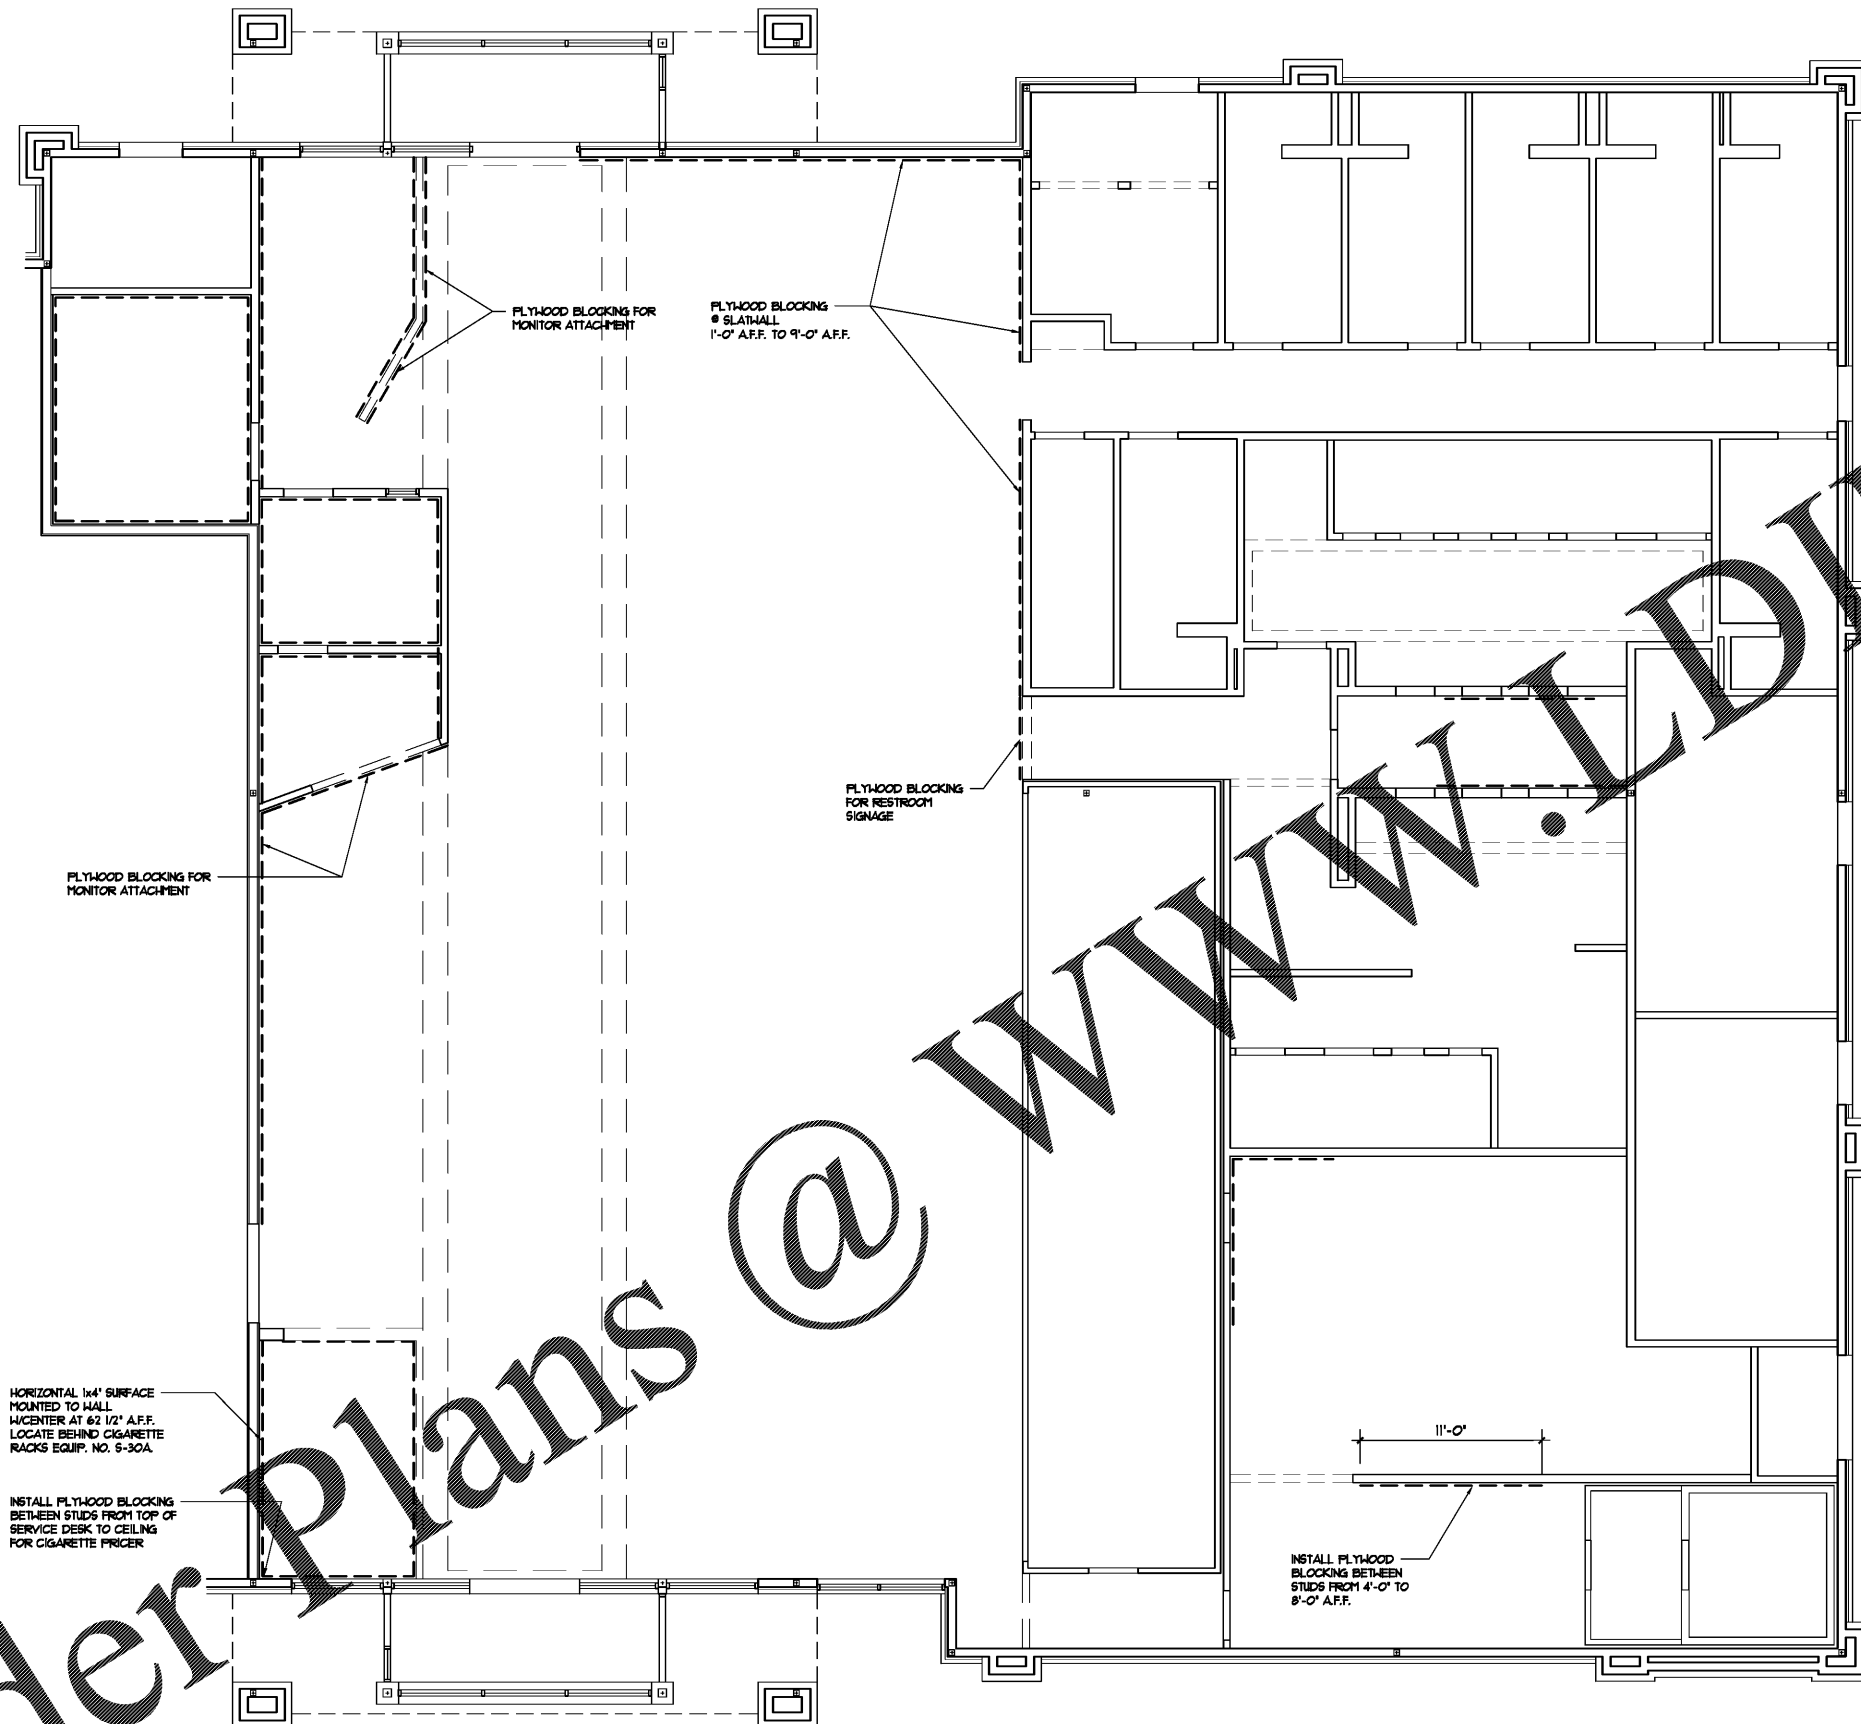 PLYWOOD BLOCKING FOR
MONITOR ATTACHMENT
PLYWOOD BLOCKING
@ SLATWALL
1'-0" A.F.F. TO 9'-0" A.F.F.
PLYWOOD BLOCKING
FOR RESTROOM
SIGNAGE
PLYWOOD BLOCKING FOR
MONITOR ATTACHMENT
HORIZONTAL 1x4" SURFACE
MOUNTED TO WALL
W/CENTER AT 62 1/2" A.F.F.
LOCATE BEHIND CIGARETTE
RACKS EQUIP. NO. S-30A.
INSTALL PLYWOOD BLOCKING
BETWEEN STUDS FROM TOP OF
SERVICE DESK TO CEILING
FOR CIGARETTE PRICER
11'-0"
INSTALL PLYWOOD
BLOCKING BETWEEN
STUDS FROM 4'-0" TO
8'-0" A.F.F.
der Plans @ www.LD